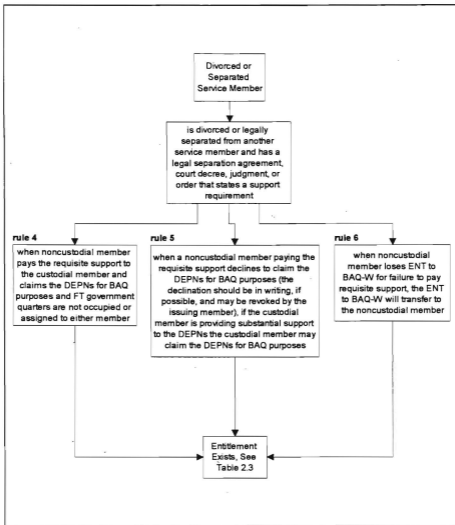 Divorced or
Separated
Service Member
is divorced or legally
separated from another
service member and has a
legal separation agreement,
court decree, judgment, or
order that states a support
requirement
rule 4
when noncustodial member
pays the requisite support to
the custodial member and
claims the DEPNs for BAQ
purposes and FT government
quarters are not occupied or
assigned to either member
rule 5
when a noncustodial member paying the
requisite support declines to claim the
DEPNs for BAQ purposes (the
declination should be in writing, if
possible, and may be revoked by the
issuing member), if the custodial
member is providing substantial support
to the DEPNs the custodial member may
claim the DEPNs for BAQ purposes
rule 6
when noncustodial
member loses ENT to
BAQ-W for failure to pay
requisite support, the ENT
to BAQ-W will transfer to
the noncustodial member
Entitlement
Exists, See
Table 2.3